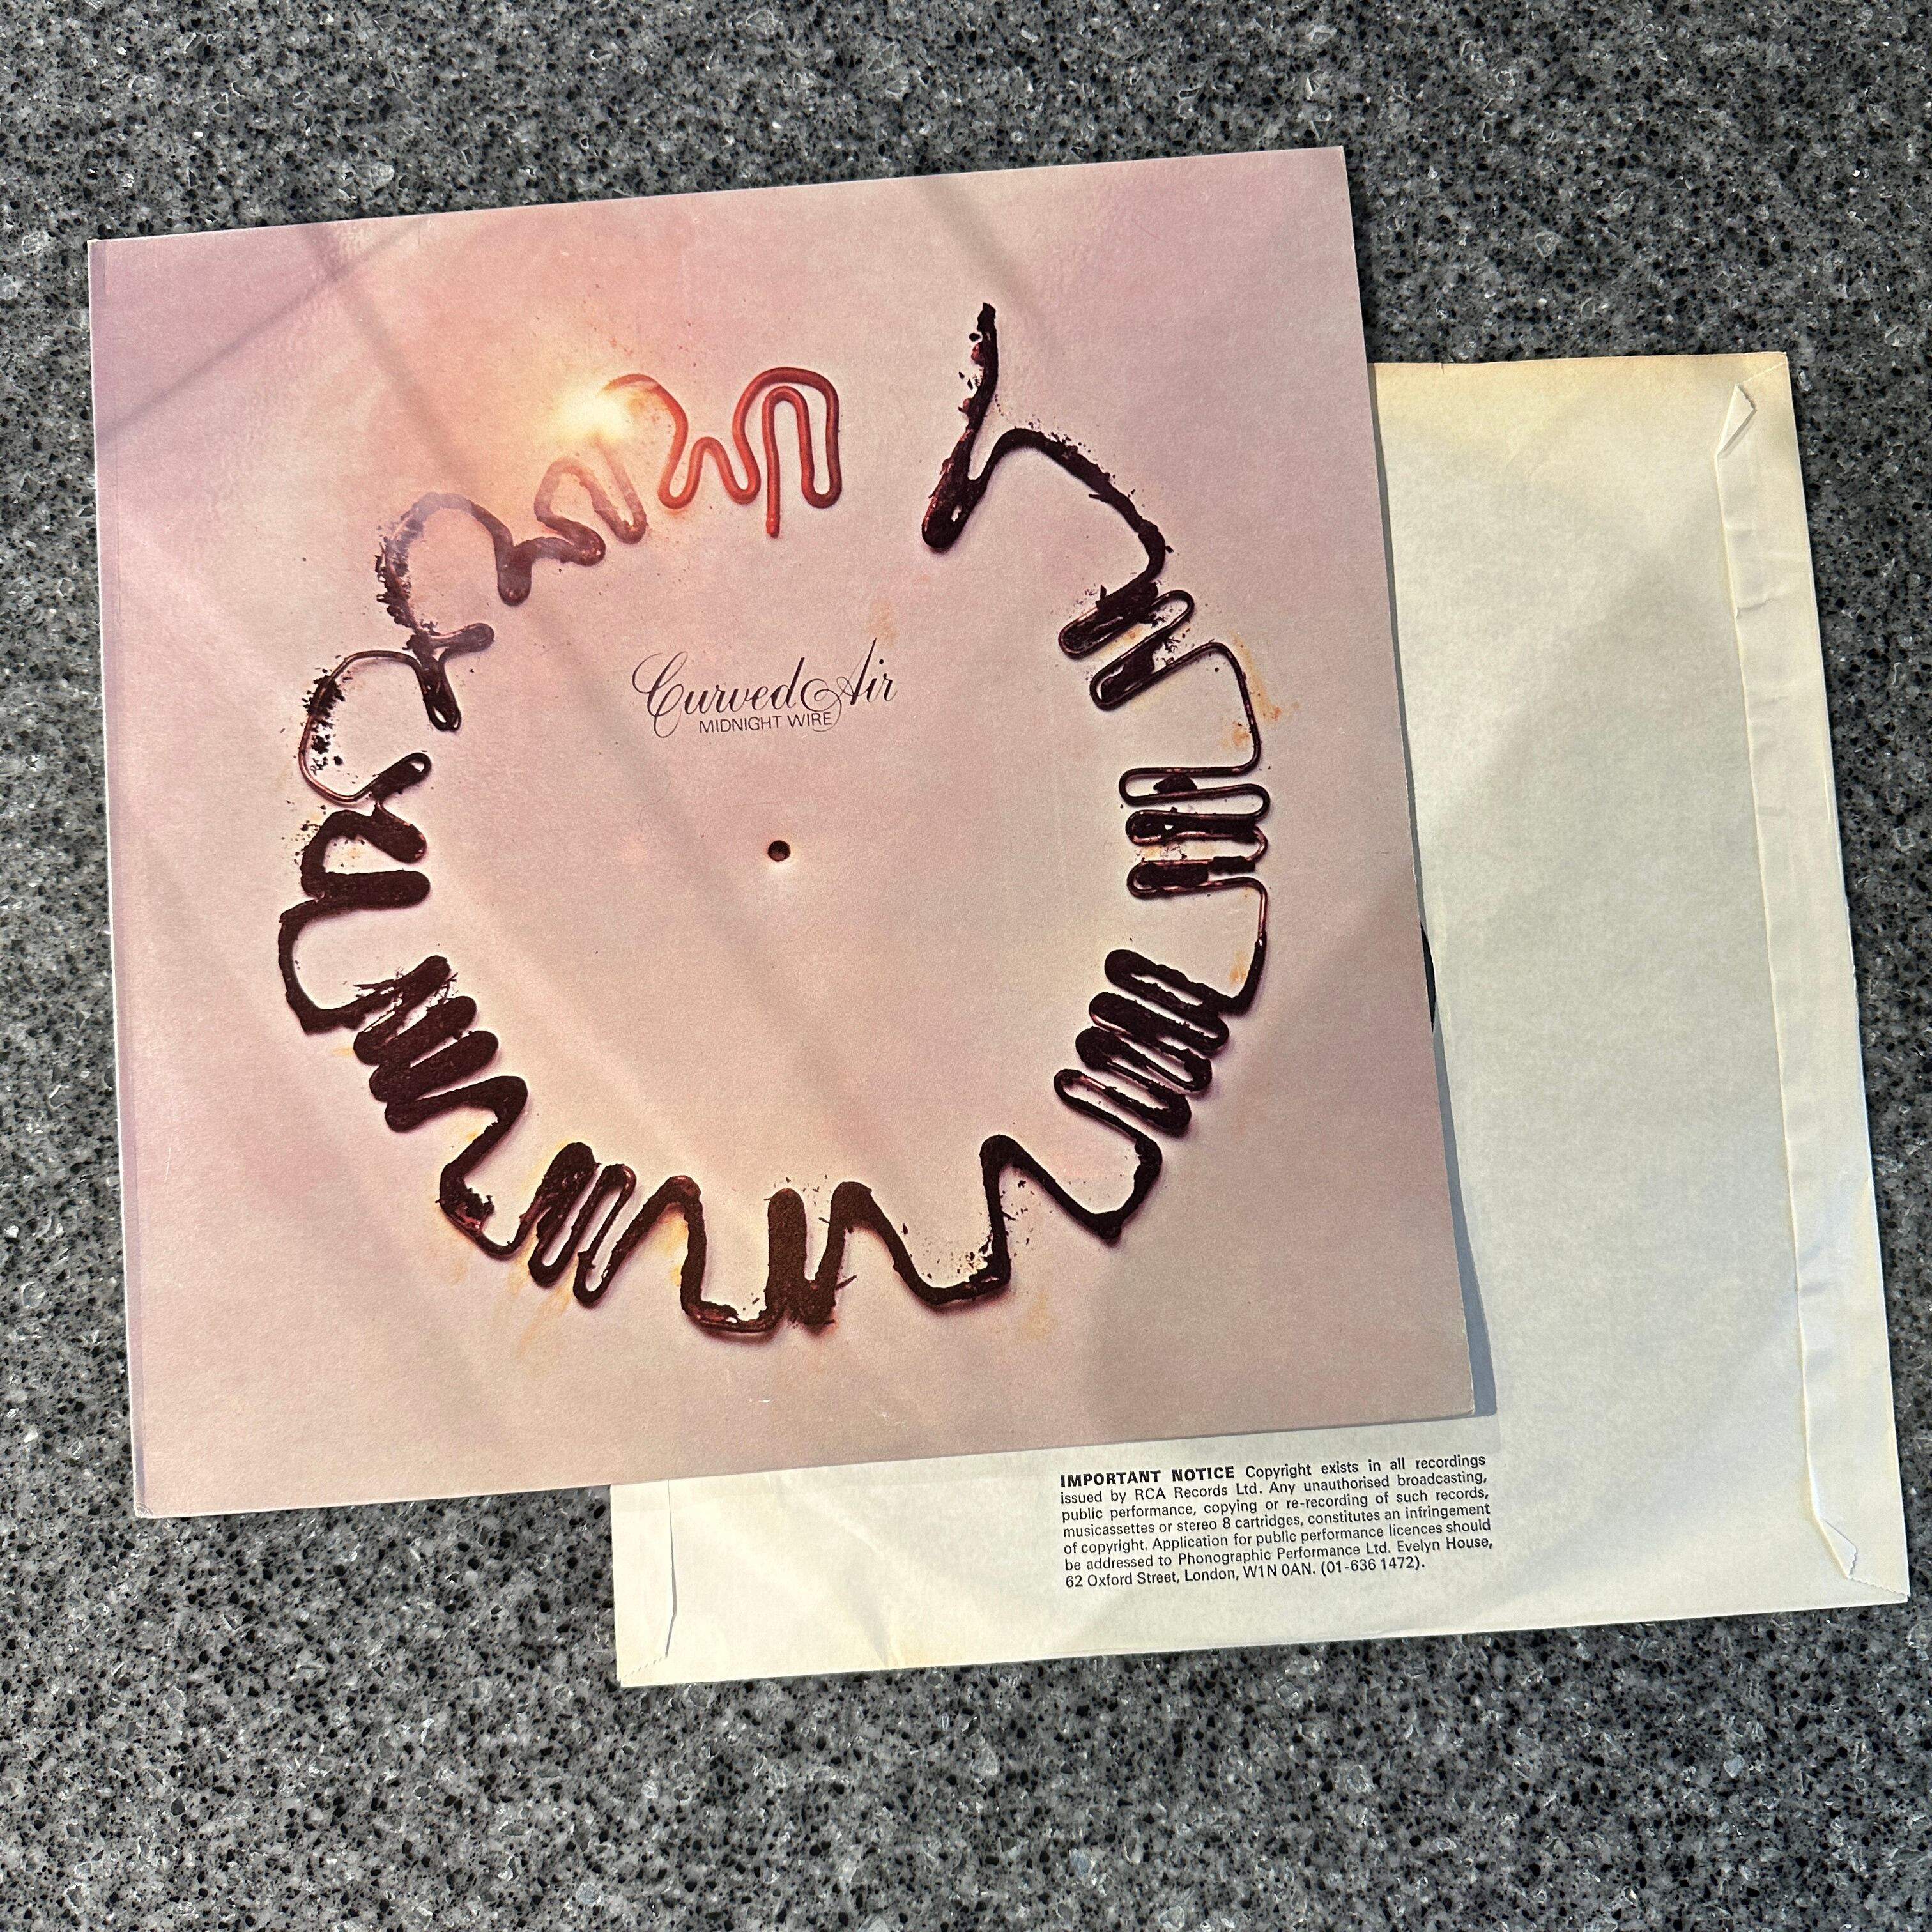 Curved Air
MIDNIGHT WIRE
IMPORTANT NOTICE Copyright exists in all recordings
issued by RCA Records Ltd. Any unauthorised broadcasting,
public performance, copying or re-recording of such records,
musicassettes or stereo 8 cartridges, constitutes an infringement
of copyright. Application for public performance licences should
be addressed to Phonographic Performance Ltd. Evelyn House,
62 Oxford Street, London, W1N 0AN. (01-636 1472).